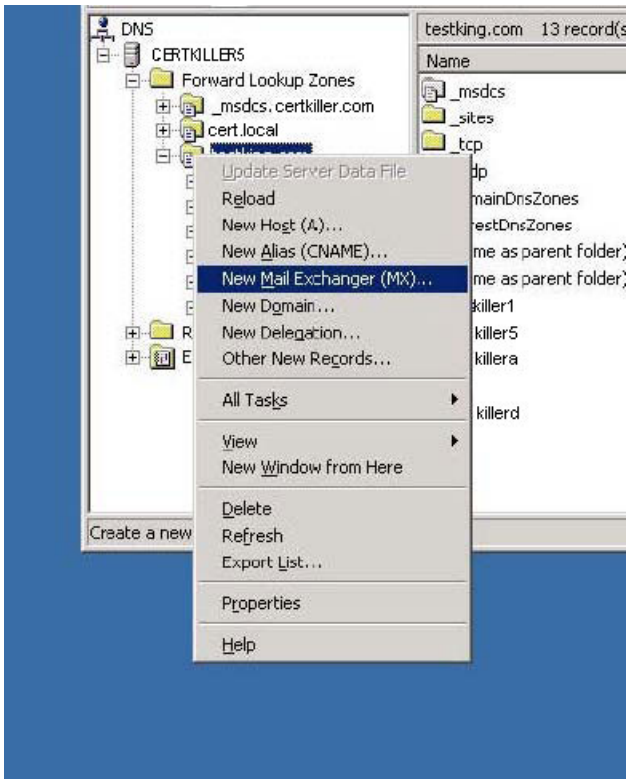 DNS
CERTKILLER5
Forward Lookup Zones
_msdcs.certkiller.com
cert.local
R
E
testking.com 13 record(s
Name
_msdcs
_sites
_tcp
dp
mainDnsZones
restDnsZones
me as parent folder)
me as parent folder)
killer1
killer5
killera
killerd
Update Server Data File
Reload
New Host (A)...
New Alias (CNAME)...
New Mail Exchanger (MX)...
New Domain...
New Delegation...
Other New Records...
All Tasks
View
New Window from Here
Delete
Refresh
Export List...
Properties
Help
Create a new